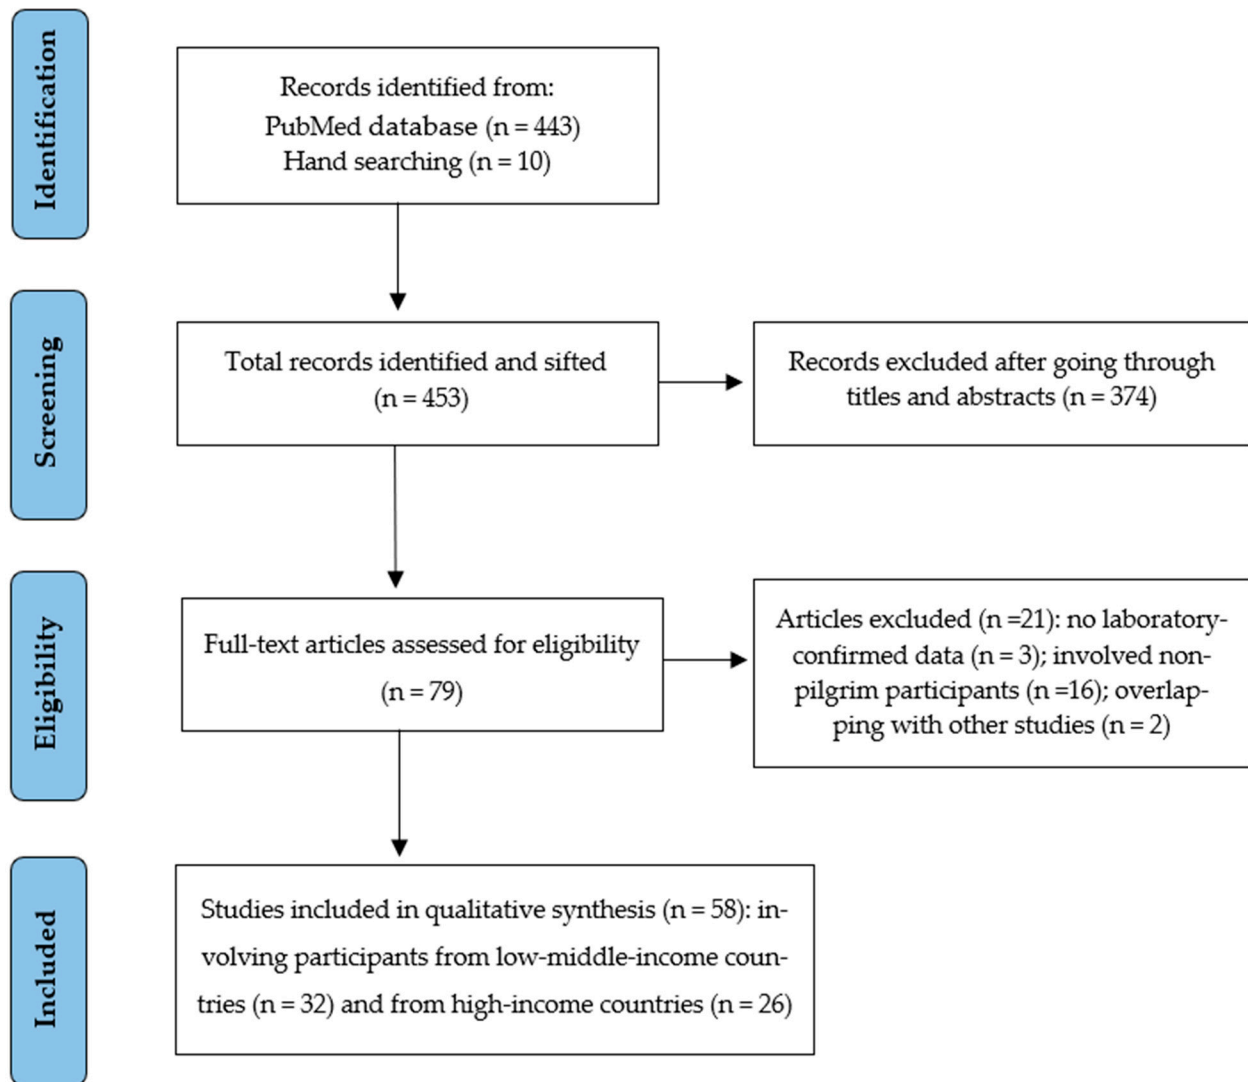 Identification
Records identified from:
PubMed database (n = 443)
Hand searching (n = 10)
Screening
Total records identified and sifted
(n = 453)
Records excluded after going through
titles and abstracts (n = 374)
Eligibility
Full-text articles assessed for eligibility
(n = 79)
Articles excluded (n =21): no laboratory-
confirmed data (n = 3); involved non-
pilgrim participants (n =16); overlap-
ping with other studies (n = 2)
Included
Studies included in qualitative synthesis (n = 58): in-
volving participants from low-middle-income coun-
tries (n = 32) and from high-income countries (n = 26)